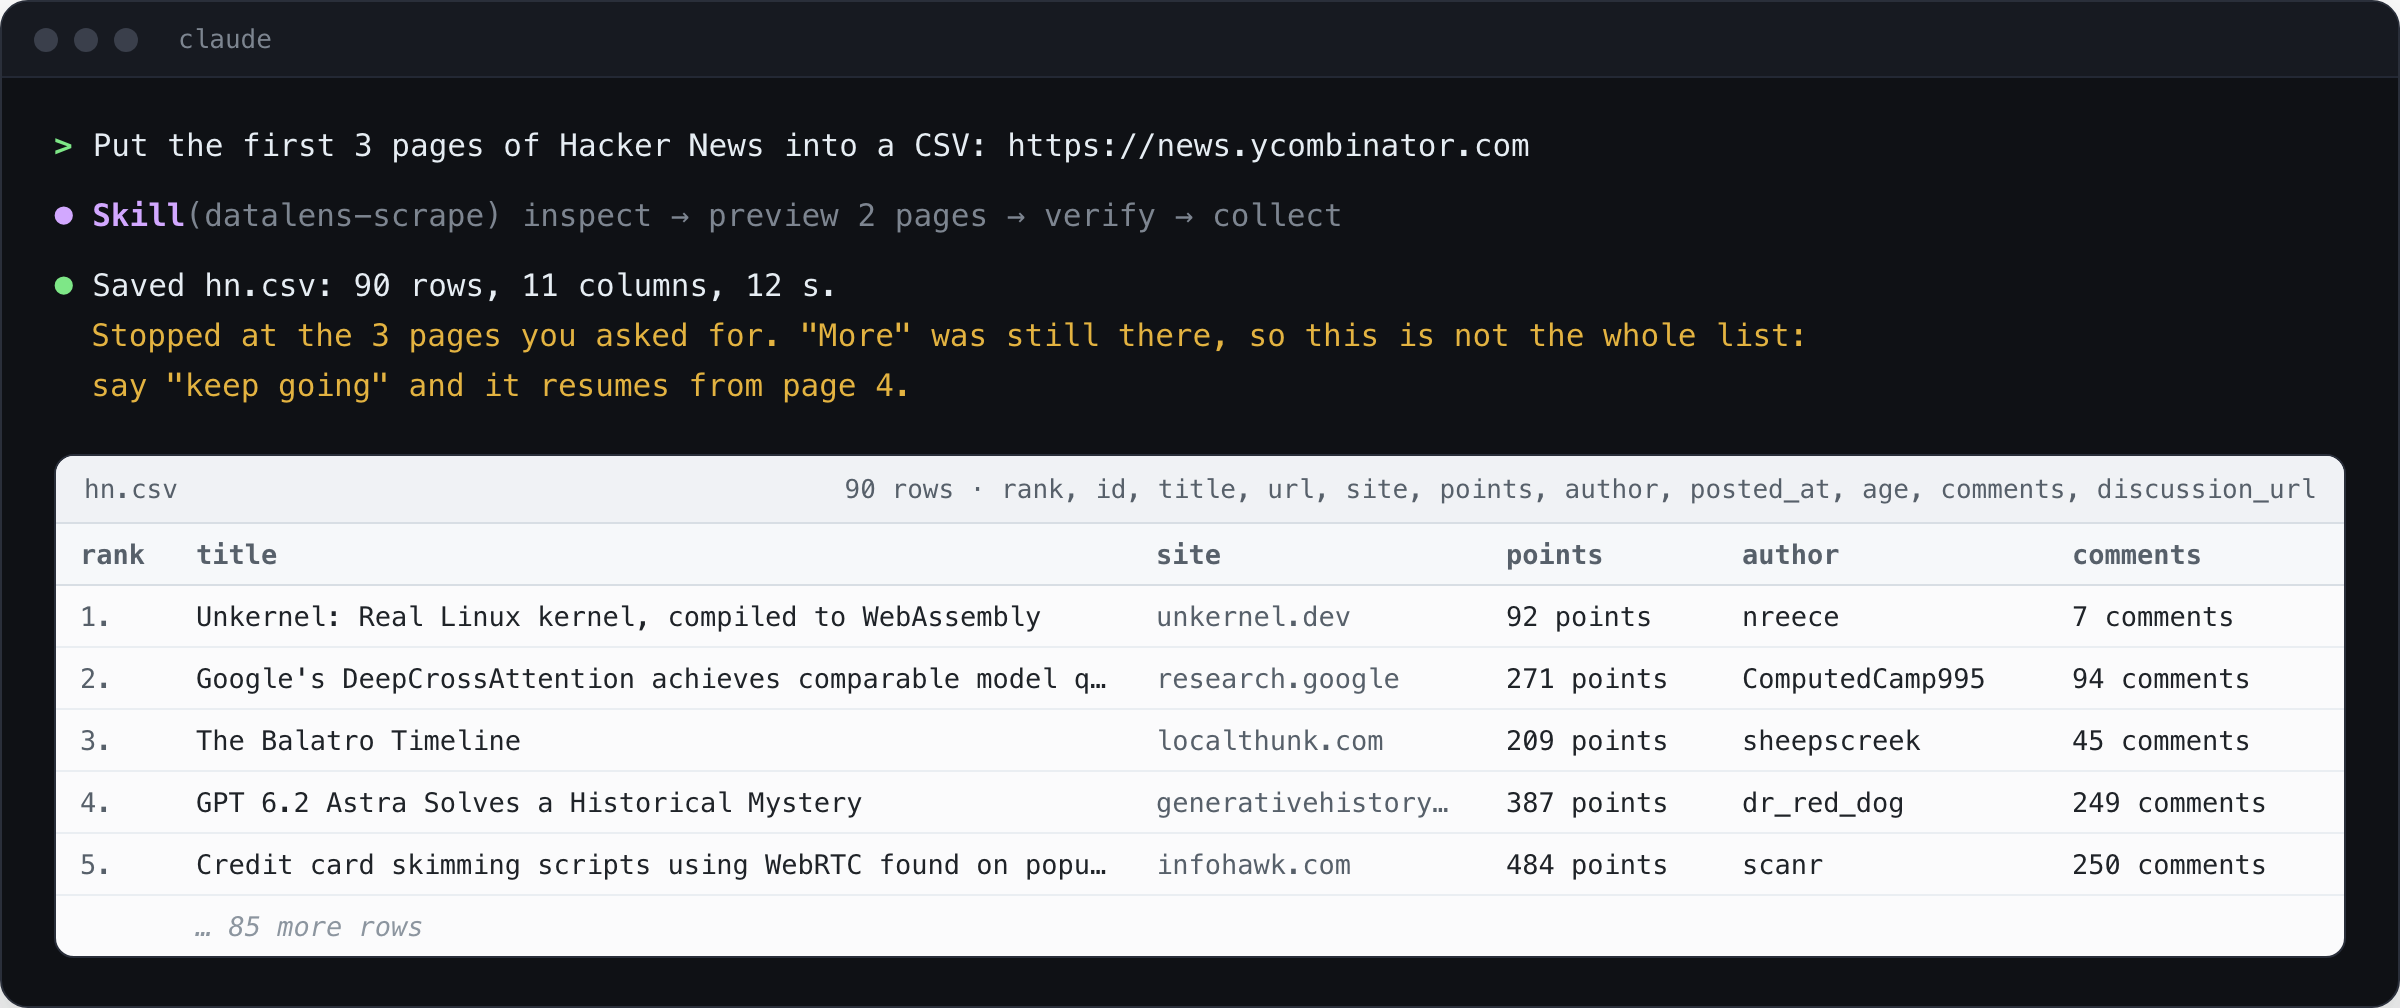 claude
> Put the first 3 pages of Hacker News into a CSV: https://news.ycombinator.com
● Skill(datalens-scrape) inspect → preview 2 pages → verify → collect
● Saved hn.csv: 90 rows, 11 columns, 12 s.
Stopped at the 3 pages you asked for. "More" was still there, so this is not the whole list:
say "keep going" and it resumes from page 4.
hn.csv 90 rows · rank, id, title, url, site, points, author, posted_at, age, comments, discussion_url
rank title site points author comments
1. Unkernel: Real Linux kernel, compiled to WebAssembly unkernel.dev 92 points nreece 7 comments
2. Google's DeepCrossAttention achieves comparable model q… research.google 271 points ComputedCamp995 94 comments
3. The Balatro Timeline localthunk.com 209 points sheepscreek 45 comments
4. GPT 6.2 Astra Solves a Historical Mystery generativehistory… 387 points dr_red_dog 249 comments
5. Credit card skimming scripts using WebRTC found on popu… infohawk.com 484 points scanr 250 comments
… 85 more rows